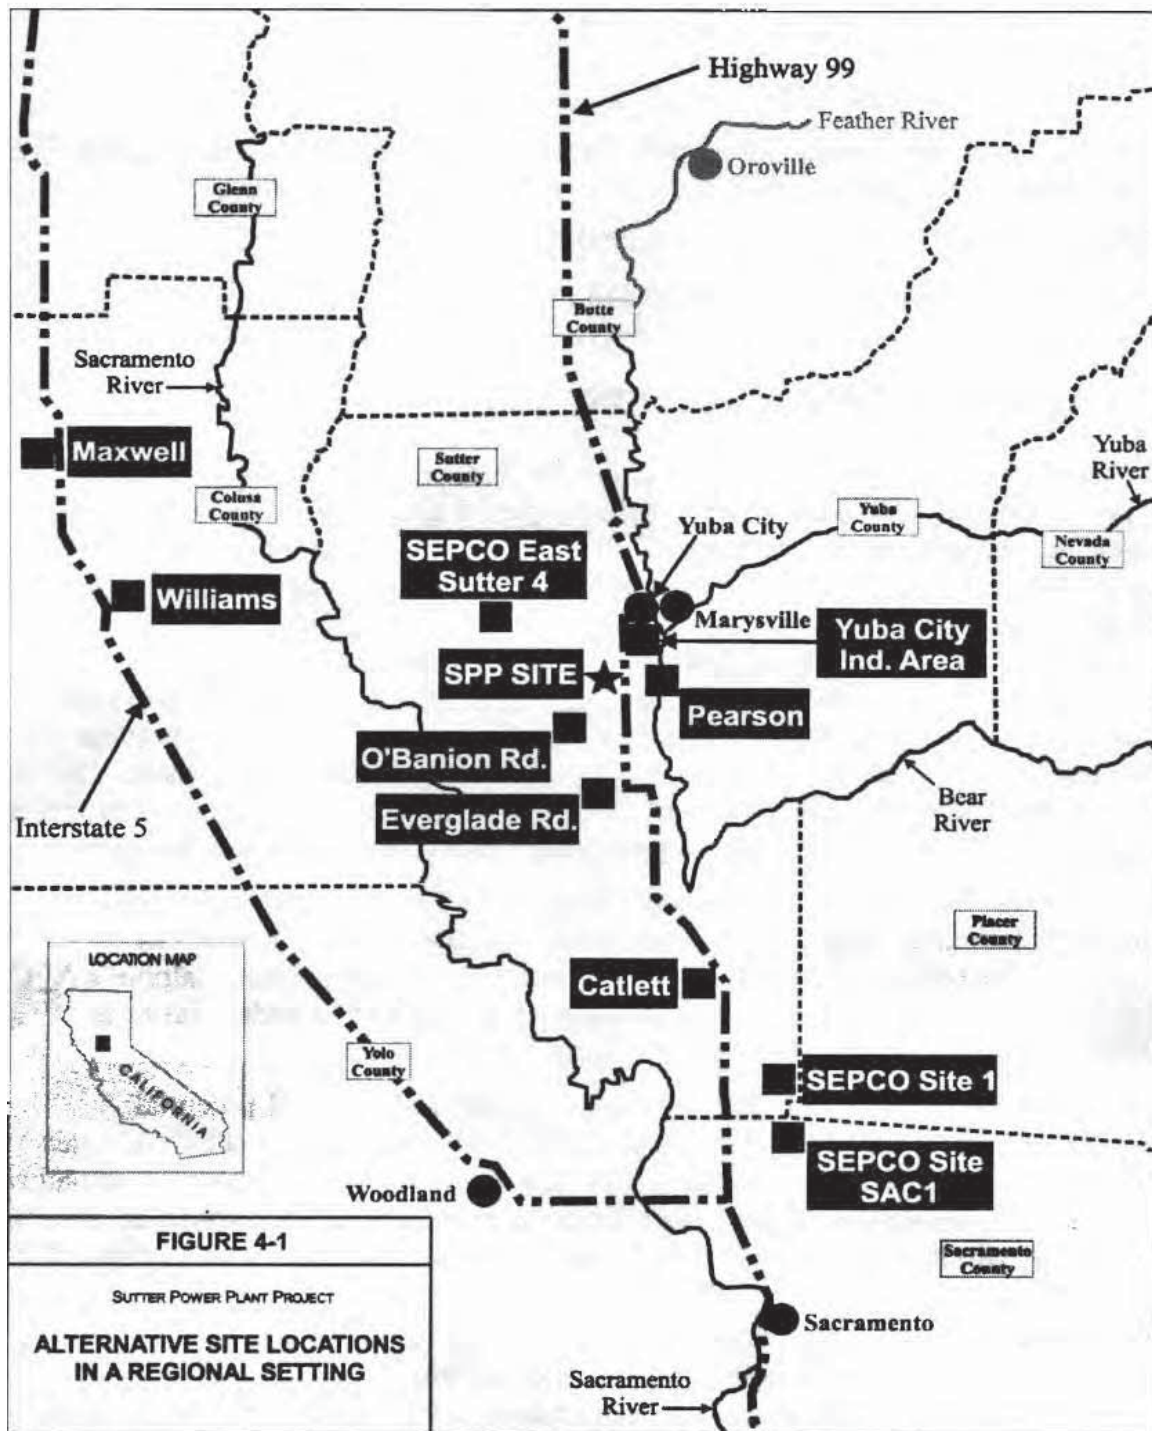 Highway 99
Feather River
Oroville
Glenn
County
Butte
County
Sacramento
River
Maxwell
Sutter
County
Yuba
River
Colusa
County
Yuba
County
Yuba City
Nevada
County
SEPCO East
Sutter 4
Williams
Marysville
Yuba City
Ind. Area
SPP SITE
Pearson
O'Banion Rd.
Everglade Rd.
Bear
River
Interstate 5
Placer
County
LOCATION MAP
CALIFORNIA
Catlett
Yolo
County
SEPCO Site 1
SEPCO Site
SAC1
Woodland
FIGURE 4-1
SUTTER POWER PLANT PROJECT
ALTERNATIVE SITE LOCATIONS
IN A REGIONAL SETTING
Sacramento
County
Sacramento
Sacramento
River